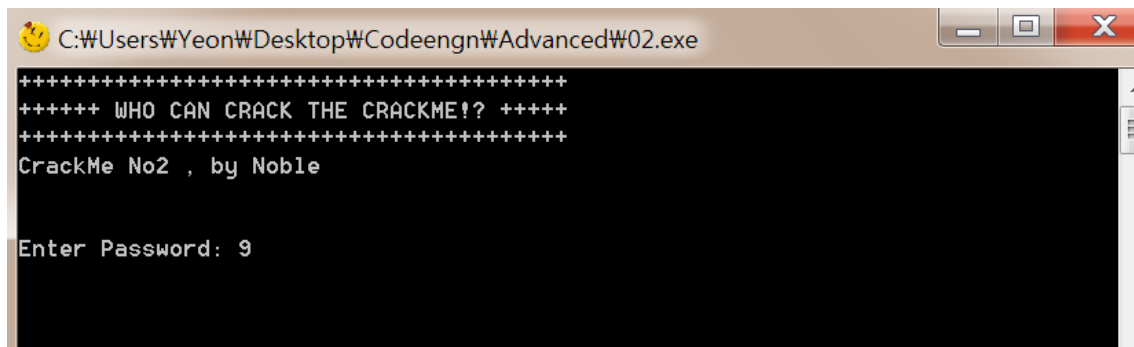 C:₩Users₩Yeon₩Desktop₩Codeengn₩Advanced₩02.exe
++++++++++++++++++++++++++++++++++++++++
++++++ WHO CAN CRACK THE CRACKME!? +++++
++++++++++++++++++++++++++++++++++++++++
CrackMe No2 , by Noble
Enter Password: 9